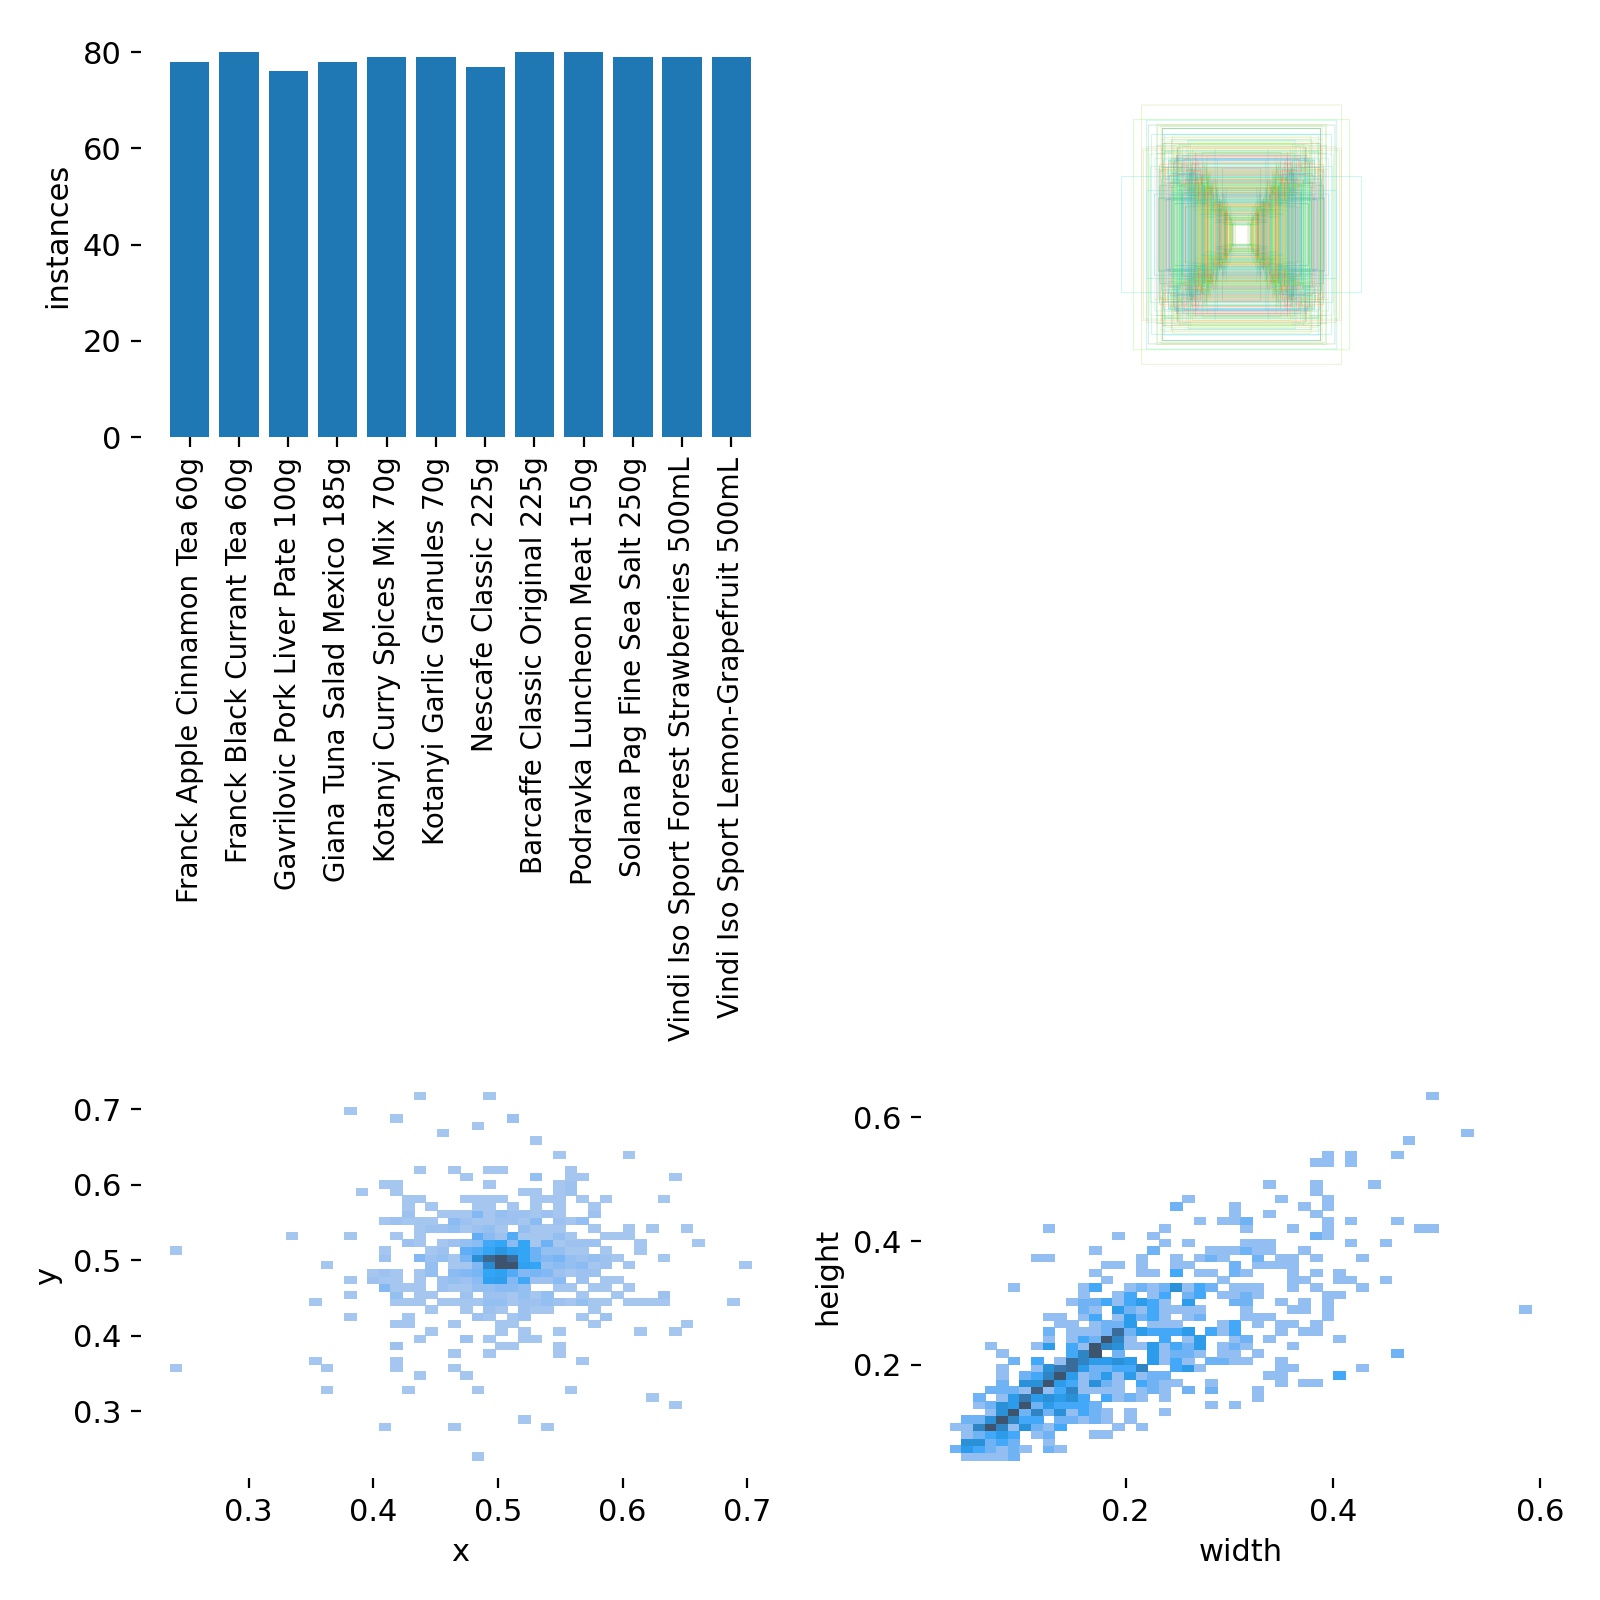 instances
80
60
40
20
0
Franck Apple Cinnamon Tea 60g
Franck Black Currant Tea 60g
Gavrilovic Pork Liver Pate 100g
Giana Tuna Salad Mexico 185g
Kotanyi Curry Spices Mix 70g
Kotanyi Garlic Granules 70g
Nescafe Classic 225g
Barcaffe Classic Original 225g
Podravka Luncheon Meat 150g
Solana Pag Fine Sea Salt 250g
Vindi Iso Sport Forest Strawberries 500mL
Vindi Iso Sport Lemon-Grapefruit 500mL
y
0.7
0.6
0.5
0.4
0.3
0.3 0.4 0.5 0.6 0.7
x
height
0.6
0.4
0.2
0.2 0.4 0.6
width